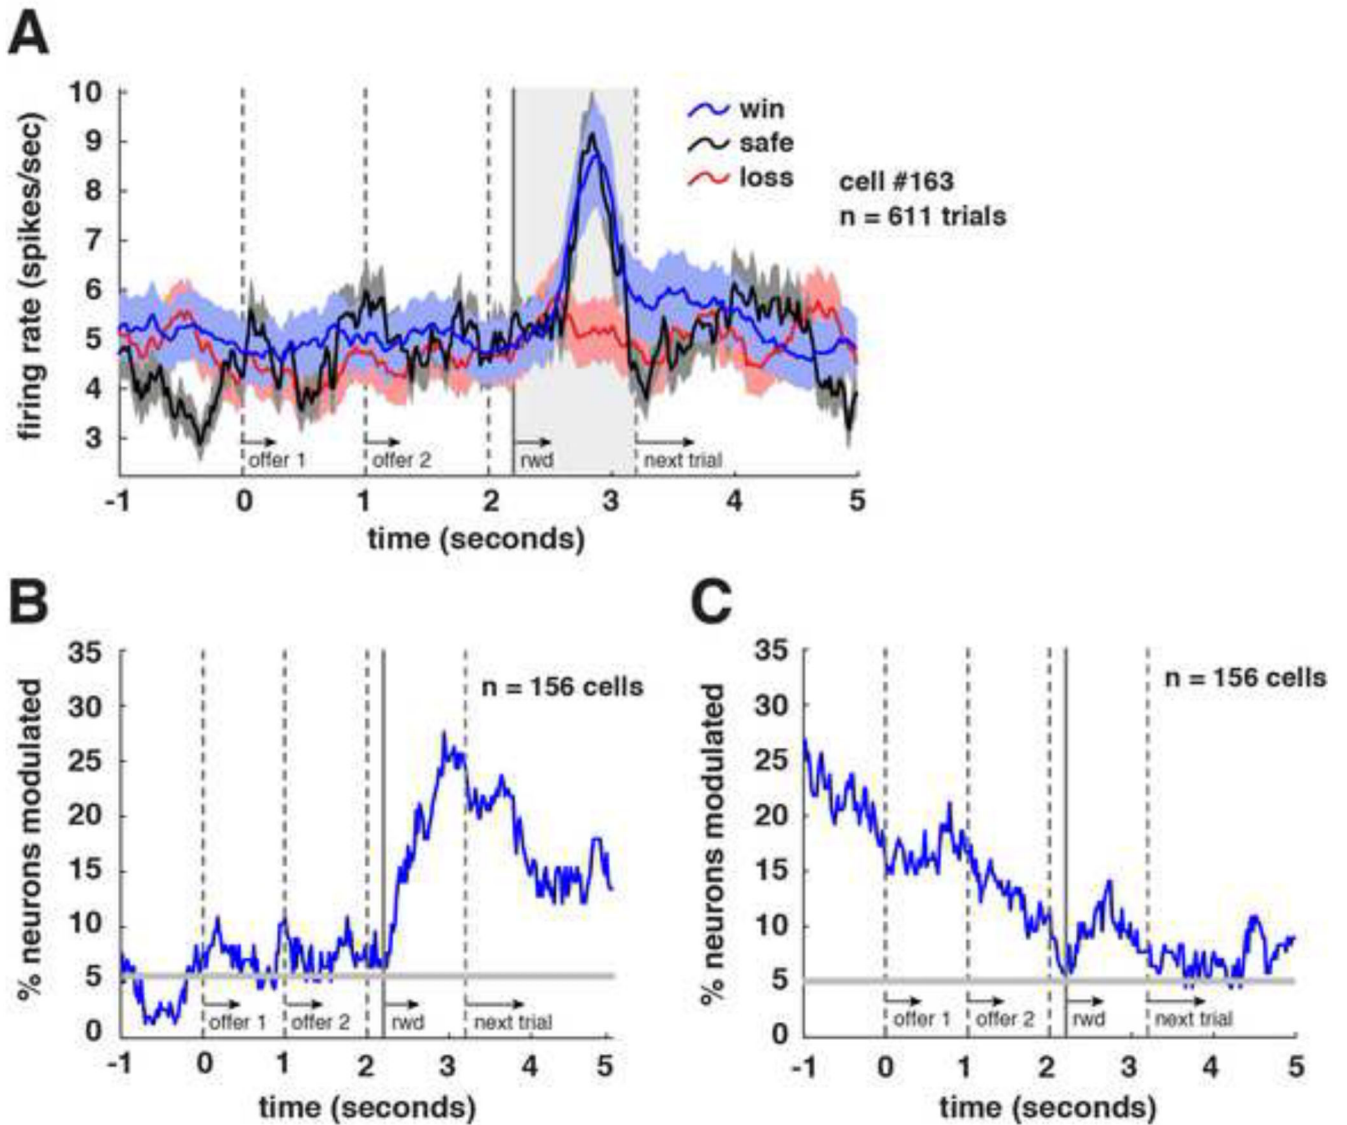 A
firing rate (spikes/sec)
10
9
8
7
6
5
4
3
win
safe
loss
cell #163
n = 611 trials
offer 1
offer 2
rwd
next trial
-1
0
1
2
3
4
5
time (seconds)
B
% neurons modulated
35
30
25
20
15
10
5
0
n = 156 cells
offer 1
offer 2
rwd
next trial
-1
0
1
2
3
4
5
time (seconds)
C
% neurons modulated
35
30
25
20
15
10
5
0
n = 156 cells
offer 1
offer 2
rwd
next trial
-1
0
1
2
3
4
5
time (seconds)